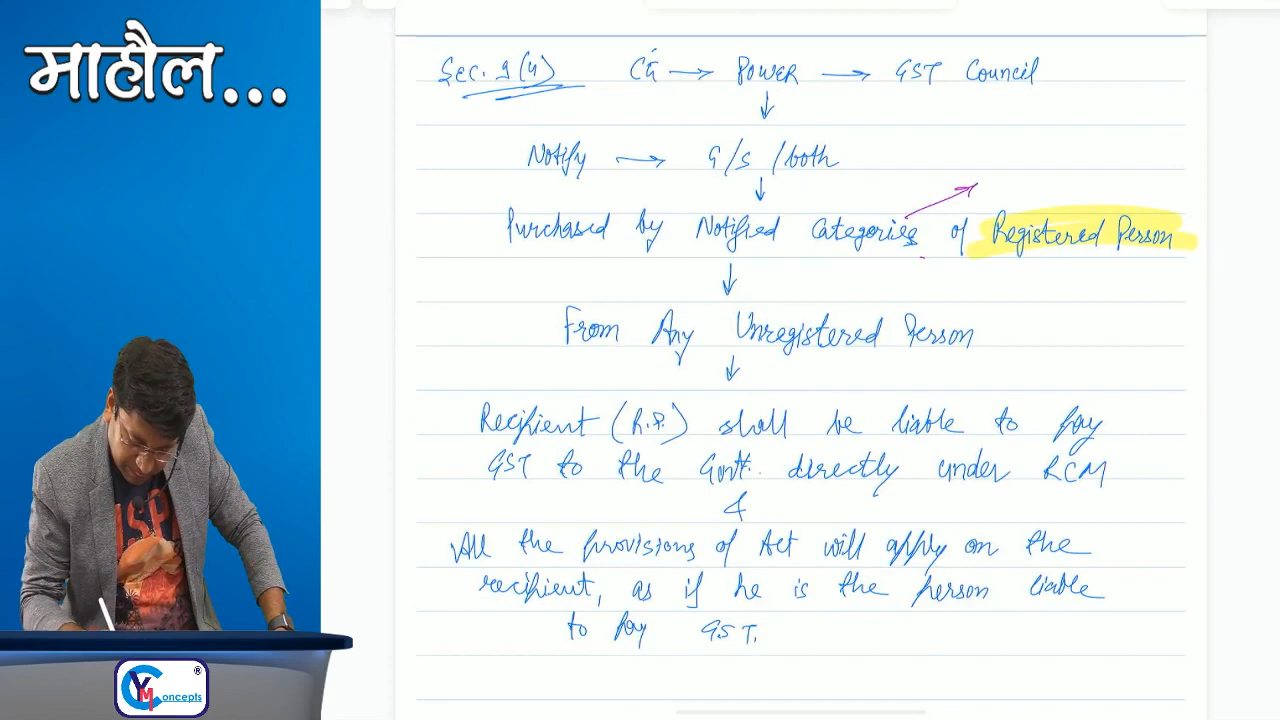 माहौल...
Sec. 9(4) CG → POWER → GST Council
Notify → G/S /both
Purchased by Notified Categories of Registered Person
From Any Unregistered Person
Recipient (R.P.) shall be liable to pay
GST to the Govt. directly under RCM
&
All the provisions of Act will apply on the
recipient, as if he is the person liable
to pay GST.
CYM Concepts ®